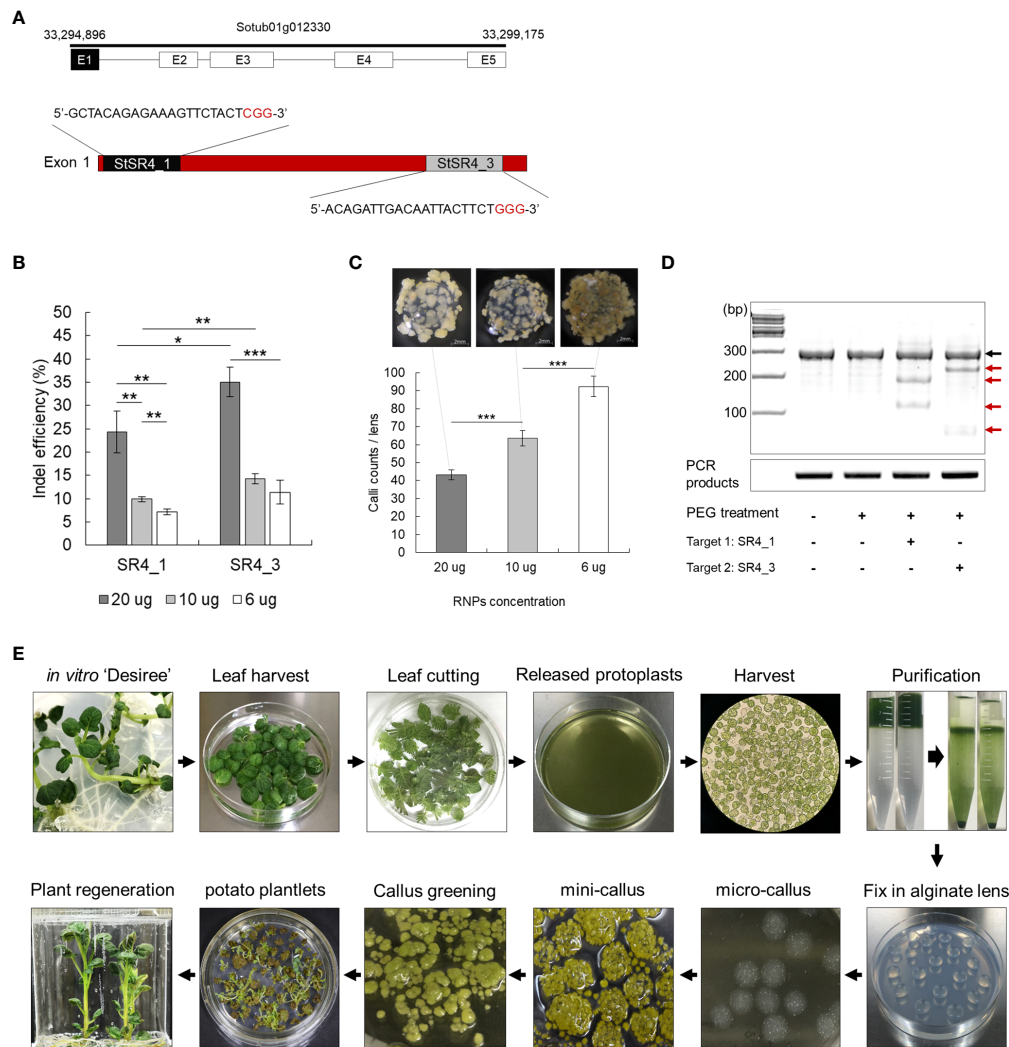 A
Sotub01g012330
33,294,896
33,299,175
E1 E2 E3 E4 E5
5'-GCTACAGAGAAAGTTCTACTCGG-3'
Exon 1 StSR4_1 StSR4_3
5'-ACAGATTGACAATTACTTCTGGG-3'
B
Indel efficiency (%)
50
45
40
35
30
25
20
15
10
5
0
**
*
***
**
** **
SR4_1 SR4_3
20 ug 10 ug 6 ug
C
2mm 2mm 2mm
Calli counts / lens
100
90
80
70
60
50
40
30
20
10
0
***
***
20 ug 10 ug 6 ug
RNPs concentration
D
(bp)
300
200
100
PCR
products
PEG treatment - + + +
Target 1: SR4_1 - - + -
Target 2: SR4_3 - - - +
E
in vitro 'Desiree' Leaf harvest Leaf cutting Released protoplasts Harvest Purification
Plant regeneration potato plantlets Callus greening mini-callus micro-callus Fix in alginate lens